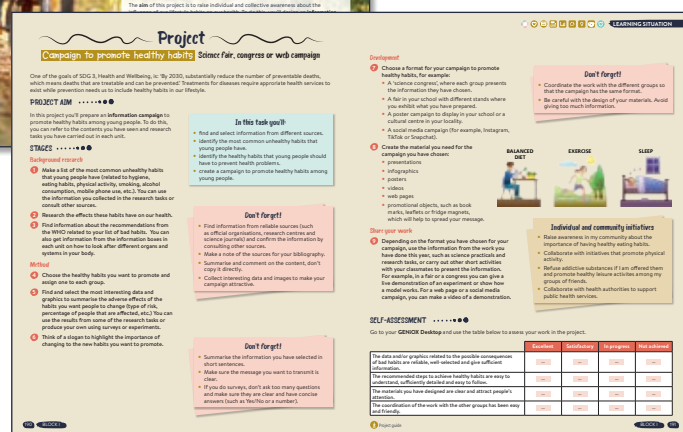 The aim of this project is to raise individual and collective awareness about the
Project
Campaign to promote healthy habits Science fair, congress or web campaign
One of the goals of SDG 3, Health and Wellbeing, is: 'By 2030, substantially reduce the number of preventable deaths,
which means deaths that are treatable and can be prevented.' Treatments for diseases require appropriate health services to
exist while prevention needs us to include healthy habits in our lifestyle.
PROJECT AIM
In this project you'll prepare an information campaign to
promote healthy habits among young people. To do this,
you can refer to the contents you have seen and research
tasks you have carried out in each unit.
STAGES
Background research
1 Make a list of the most common unhealthy habits
that young people have (related to hygiene,
eating habits, physical activity, smoking, alcohol
consumption, mobile phone use, etc.). You can use
the information you collected in the research tasks or
consult other sources.
2 Research the effects these habits have on our health.
3 Find information about the recommendations from
the WHO related to your list of bad habits. You can
also get information from the information boxes in
each unit on how to look after different organs and
systems in your body.
Method
4 Choose the healthy habits you want to promote and
assign one to each group.
5 Find and select the most interesting data and
graphics to summarise the adverse effects of the
habits you want people to change (type of risk,
percentage of people that are affected, etc.) You can
use the results from some of the research tasks or
produce your own using surveys or experiments.
6 Think of a slogan to highlight the importance of
changing to the new habits you want to promote.
In this task you'll:
• find and select information from different sources.
• identify the most common unhealthy habits that
young people have.
• identify the healthy habits that young people should
have to prevent health problems.
• create a campaign to promote healthy habits among
young people.
Don't forget!
• Find information from reliable sources (such
as official organisations, research centres and
science journals) and confirm the information by
consulting other sources.
• Make a note of the sources for your bibliography.
• Summarise and comment on the content, don't
copy it directly.
• Collect interesting data and images to make your
campaign attractive.
Don't forget!
• Summarise the information you have selected in
short sentences.
• Make sure the message you want to transmit is
clear.
• If you do surveys, don't ask too many questions
and make sure they are clear and have concise
answers (such as Yes/No or a number).
190 BLOCK I
LEARNING SITUATION
Development
7 Choose a format for your campaign to promote
healthy habits, for example:
• A 'science congress', where each group presents
the information they have chosen.
• A fair in your school with different stands where
you exhibit what you have prepared.
• A poster campaign to display in your school or a
cultural centre in your locality.
• A social media campaign (for example, Instagram,
TikTok or Snapchat).
8 Create the material you need for the
campaign you have chosen:
• presentations
• infographics
• posters
• videos
• web pages
• promotional objects, such as book
marks, leaflets or fridge magnets,
which will help to spread your message.
Share your work
9 Depending on the format you have chosen for your
campaign, use the information from the work you
have done this year, such as science practicals and
research tasks, or carry out other short activities
with your classmates to present the information.
For example, in a fair or a congress you can give a
live demonstration of an experiment or show how
a model works. For a web page or a social media
campaign, you can make a video of a demonstration.
Don't forget!
• Coordinate the work with the different groups so
that the campaign has the same format.
• Be careful with the design of your materials. Avoid
giving too much information.
BALANCED
DIET
EXERCISE
SLEEP
Individual and community initiatives
• Raise awareness in my community about the
importance of having healthy eating habits.
• Collaborate with initiatives that promote physical
activity.
• Refuse addictive substances if I am offered them
and promote healthy leisure activities among my
groups of friends.
• Collaborate with health authorities to support
public health services.
SELF-ASSESSMENT
Go to your GENIOX Desktop and use the table below to assess your work in the project.
Excellent Satisfactory In progress Not achieved
The data and/or graphics related to the possible consequences
of bad habits are reliable, well-selected and give sufficient
information.
The recommended steps to achieve healthy habits are easy to
understand, sufficiently detailed and easy to follow.
The materials you have designed are clear and attract people's
attention.
The coordination of the work with the other groups has been easy
and friendly.
Project guide
BLOCK I 191